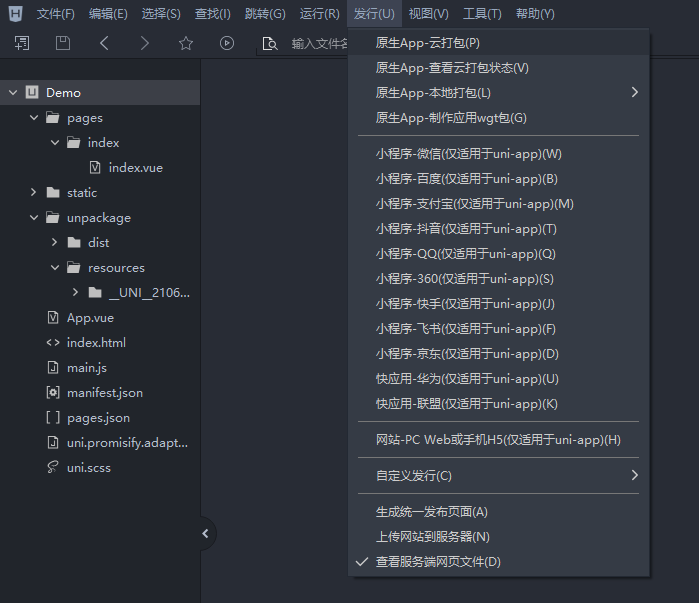 文件(F) 编辑(E) 选择(S) 查找(I) 跳转(G) 运行(R) 发行(U) 视图(V) 工具(T) 帮助(Y)
输入文件名
Demo
pages
index
index.vue
static
unpackage
dist
resources
__UNI__2106...
App.vue
index.html
main.js
manifest.json
pages.json
uni.promisify.adapt...
uni.scss
原生App-云打包(P)
原生App-查看云打包状态(V)
原生App-本地打包(L)
原生App-制作应用wgt包(G)
小程序-微信(仅适用于uni-app)(W)
小程序-百度(仅适用于uni-app)(B)
小程序-支付宝(仅适用于uni-app)(M)
小程序-抖音(仅适用于uni-app)(T)
小程序-QQ(仅适用于uni-app)(Q)
小程序-360(仅适用于uni-app)(S)
小程序-快手(仅适用于uni-app)(J)
小程序-飞书(仅适用于uni-app)(F)
小程序-京东(仅适用于uni-app)(D)
快应用-华为(仅适用于uni-app)(U)
快应用-联盟(仅适用于uni-app)(K)
网站-PC Web或手机H5(仅适用于uni-app)(H)
自定义发行(C)
生成统一发布页面(A)
上传网站到服务器(N)
查看服务端网页文件(D)